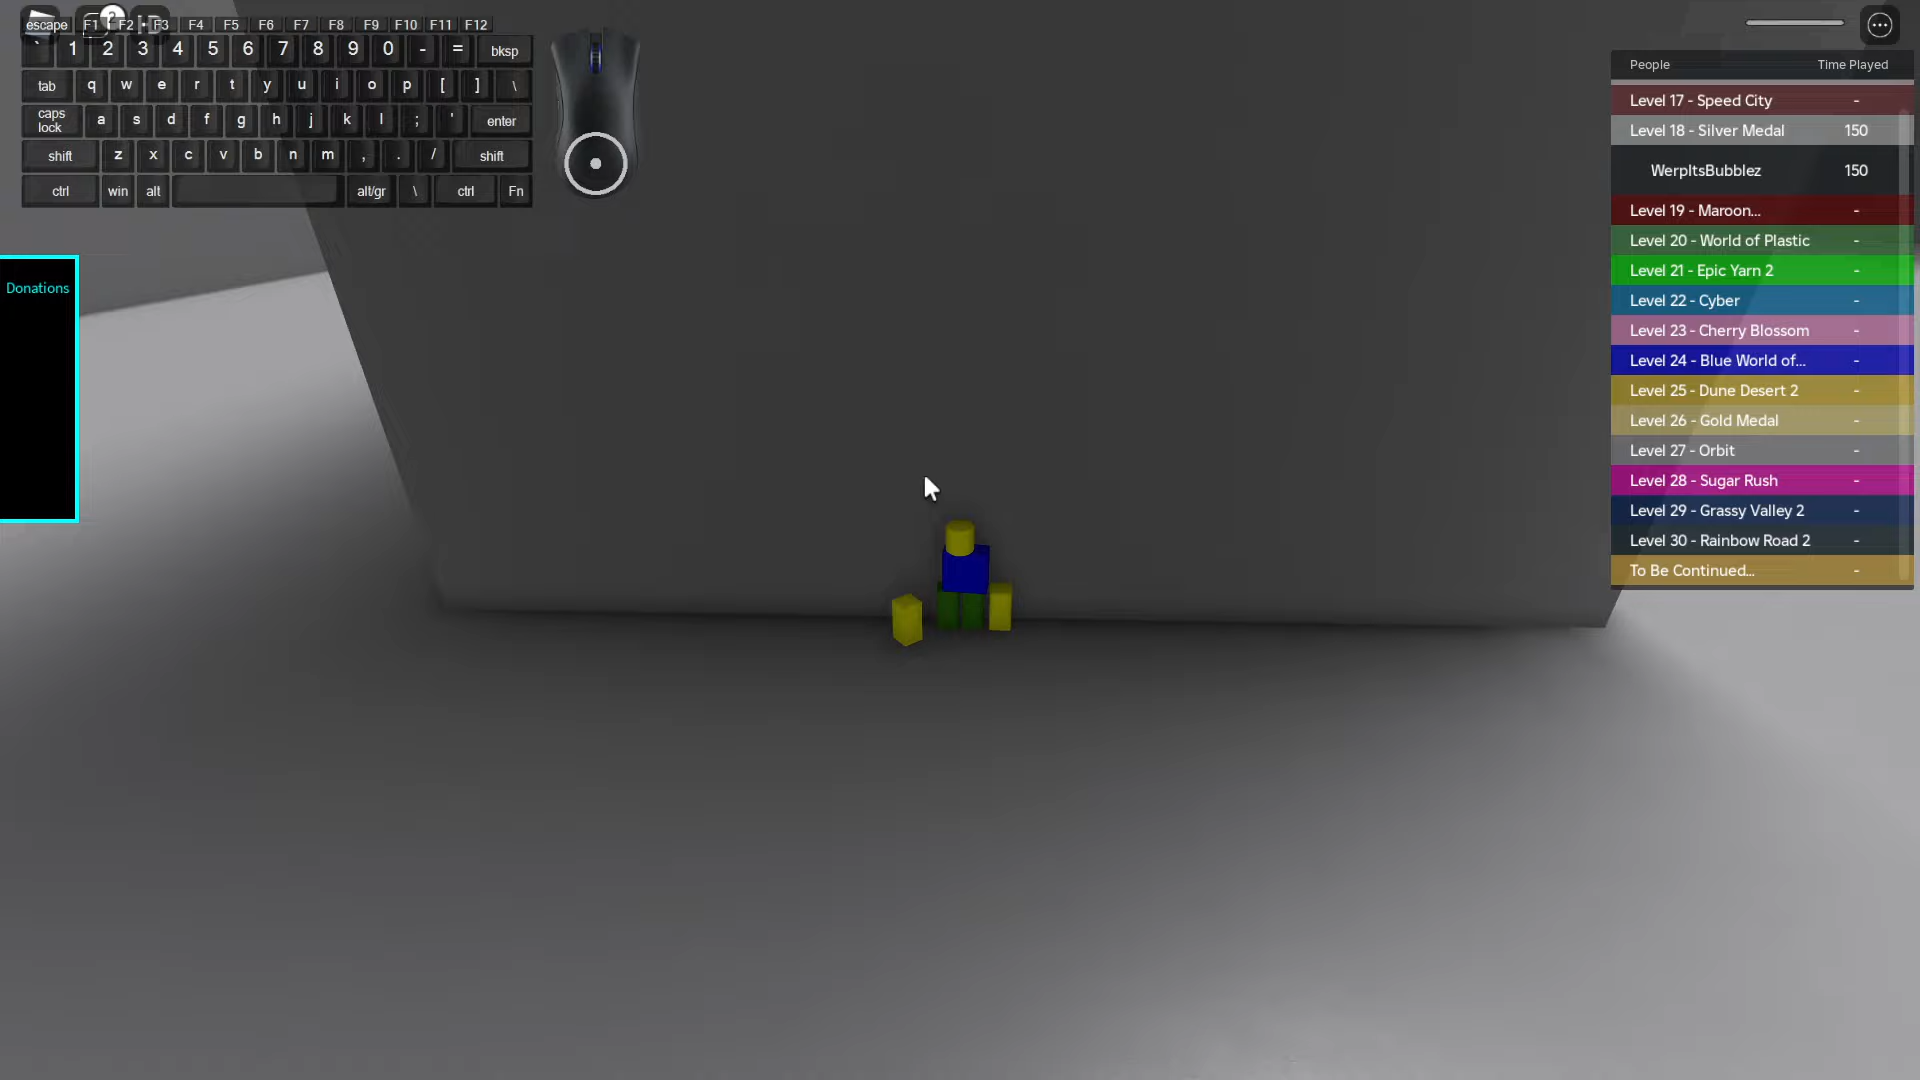 escape F1 F2 F3 F4 F5 F6 F7 F8 F9 F10 F11 F12
` 1 2 3 4 5 6 7 8 9 0 - = bksp
tab q w e r t y u i o p [ ] \
caps lock a s d f g h j k l ; ' enter
shift z x c v b n m , . / shift
ctrl win alt alt/gr \ ctrl Fn
2
Donations
People Time Played
Level 17 - Speed City -
Level 18 - Silver Medal 150
WerpItsBubblez 150
Level 19 - Maroon... -
Level 20 - World of Plastic -
Level 21 - Epic Yarn 2 -
Level 22 - Cyber -
Level 23 - Cherry Blossom -
Level 24 - Blue World of... -
Level 25 - Dune Desert 2 -
Level 26 - Gold Medal -
Level 27 - Orbit -
Level 28 - Sugar Rush -
Level 29 - Grassy Valley 2 -
Level 30 - Rainbow Road 2 -
To Be Continued... -